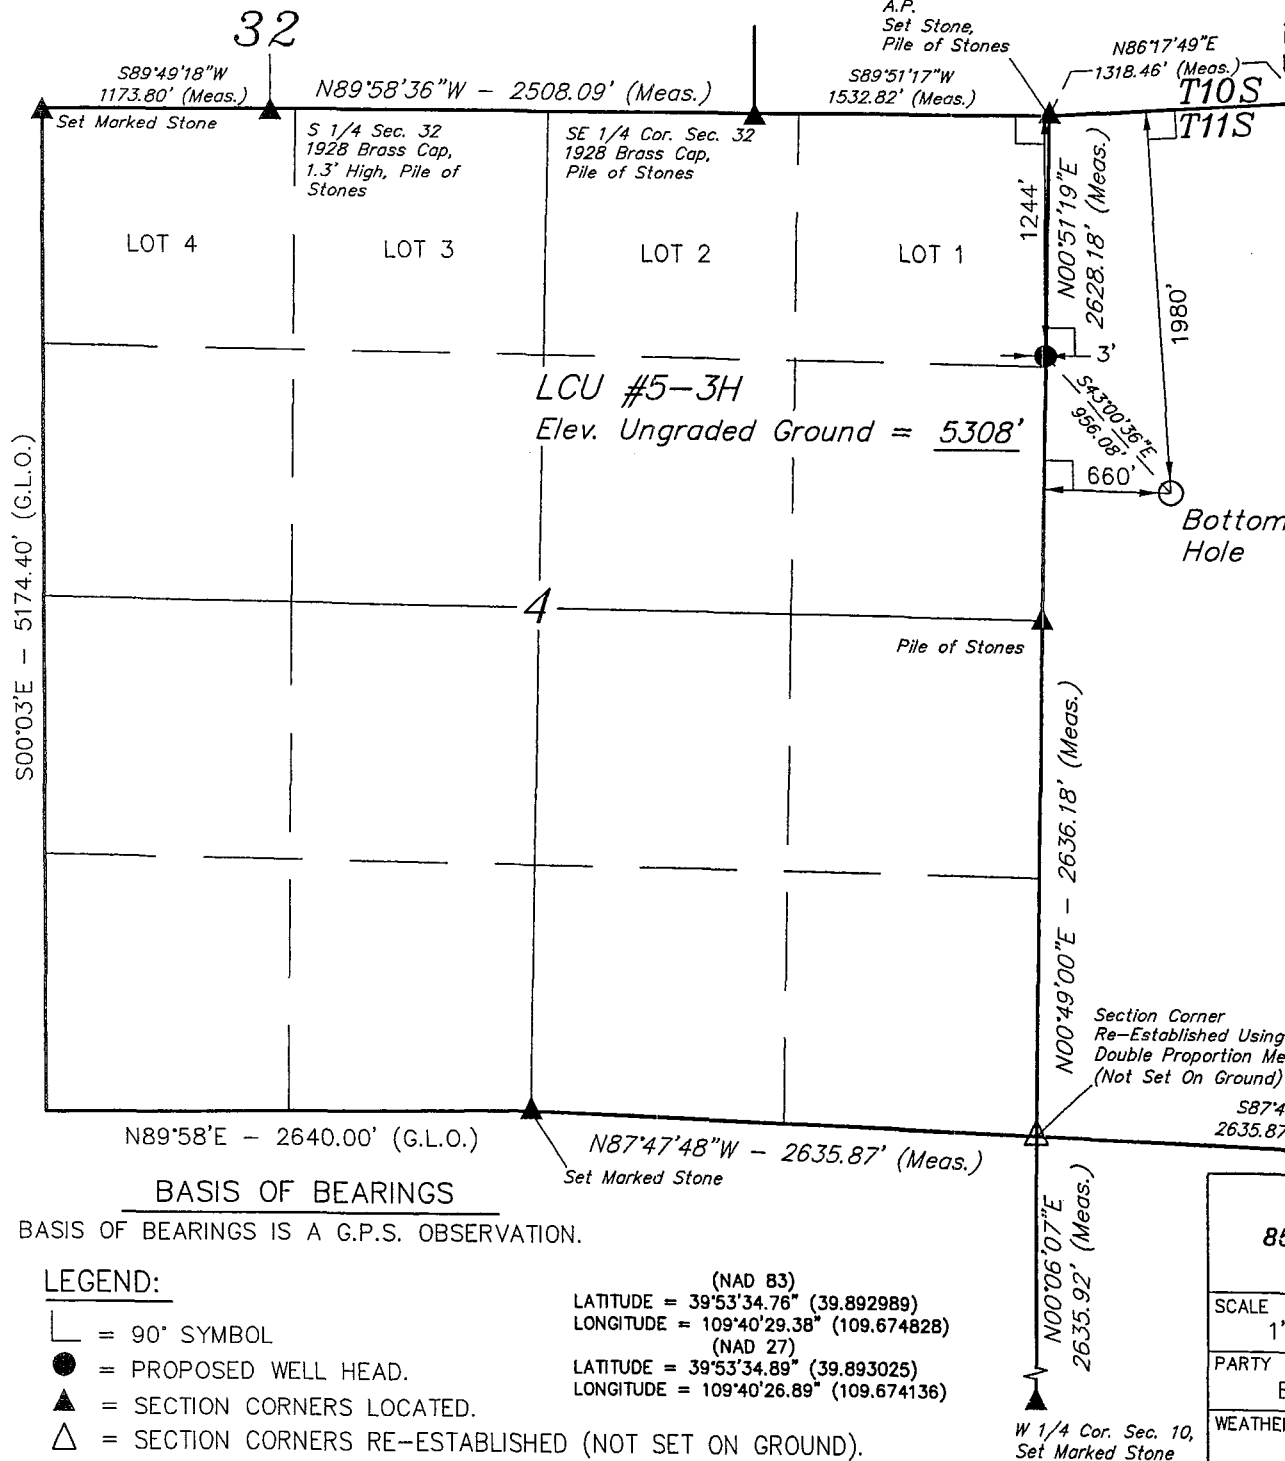 32
A.P.
Set Stone,
Pile of Stones
N86°17'49"E
1318.46' (Meas.)
S89°49'18"W
1173.80' (Meas.)
N89°58'36"W - 2508.09' (Meas.)
S89°51'17"W
1532.82' (Meas.)
T10S
T11S
Set Marked Stone
S 1/4 Sec. 32
1928 Brass Cap,
1.3' High, Pile of
Stones
SE 1/4 Cor. Sec. 32
1928 Brass Cap,
Pile of Stones
LOT 4
LOT 3
LOT 2
LOT 1
1244'
N00°51'19"E
2628.18' (Meas.)
1980'
3'
LCU #5-3H
Elev. Ungraded Ground = 5308'
S43°00'36"E
956.08'
660'
Bottom
Hole
S00°03'E - 5174.40' (G.L.O.)
4
Pile of Stones
N00°49'00"E - 2636.18' (Meas.)
Section Corner
Re-Established Using
Double Proportion Me
(Not Set On Ground)
S87°4
2635.87
N89°58'E - 2640.00' (G.L.O.)
N87°47'48"W - 2635.87' (Meas.)
Set Marked Stone
BASIS OF BEARINGS
BASIS OF BEARINGS IS A G.P.S. OBSERVATION.
N00°06'07"E
2635.92' (Meas.)
LEGEND:
= 90° SYMBOL
= PROPOSED WELL HEAD.
= SECTION CORNERS LOCATED.
= SECTION CORNERS RE-ESTABLISHED (NOT SET ON GROUND).
(NAD 83)
LATITUDE = 39°53'34.76" (39.892989)
LONGITUDE = 109°40'29.38" (109.674828)
(NAD 27)
LATITUDE = 39°53'34.89" (39.893025)
LONGITUDE = 109°40'26.89" (109.674136)
W 1/4 Cor. Sec. 10,
Set Marked Stone
85
SCALE
1"
PARTY
WEATHER